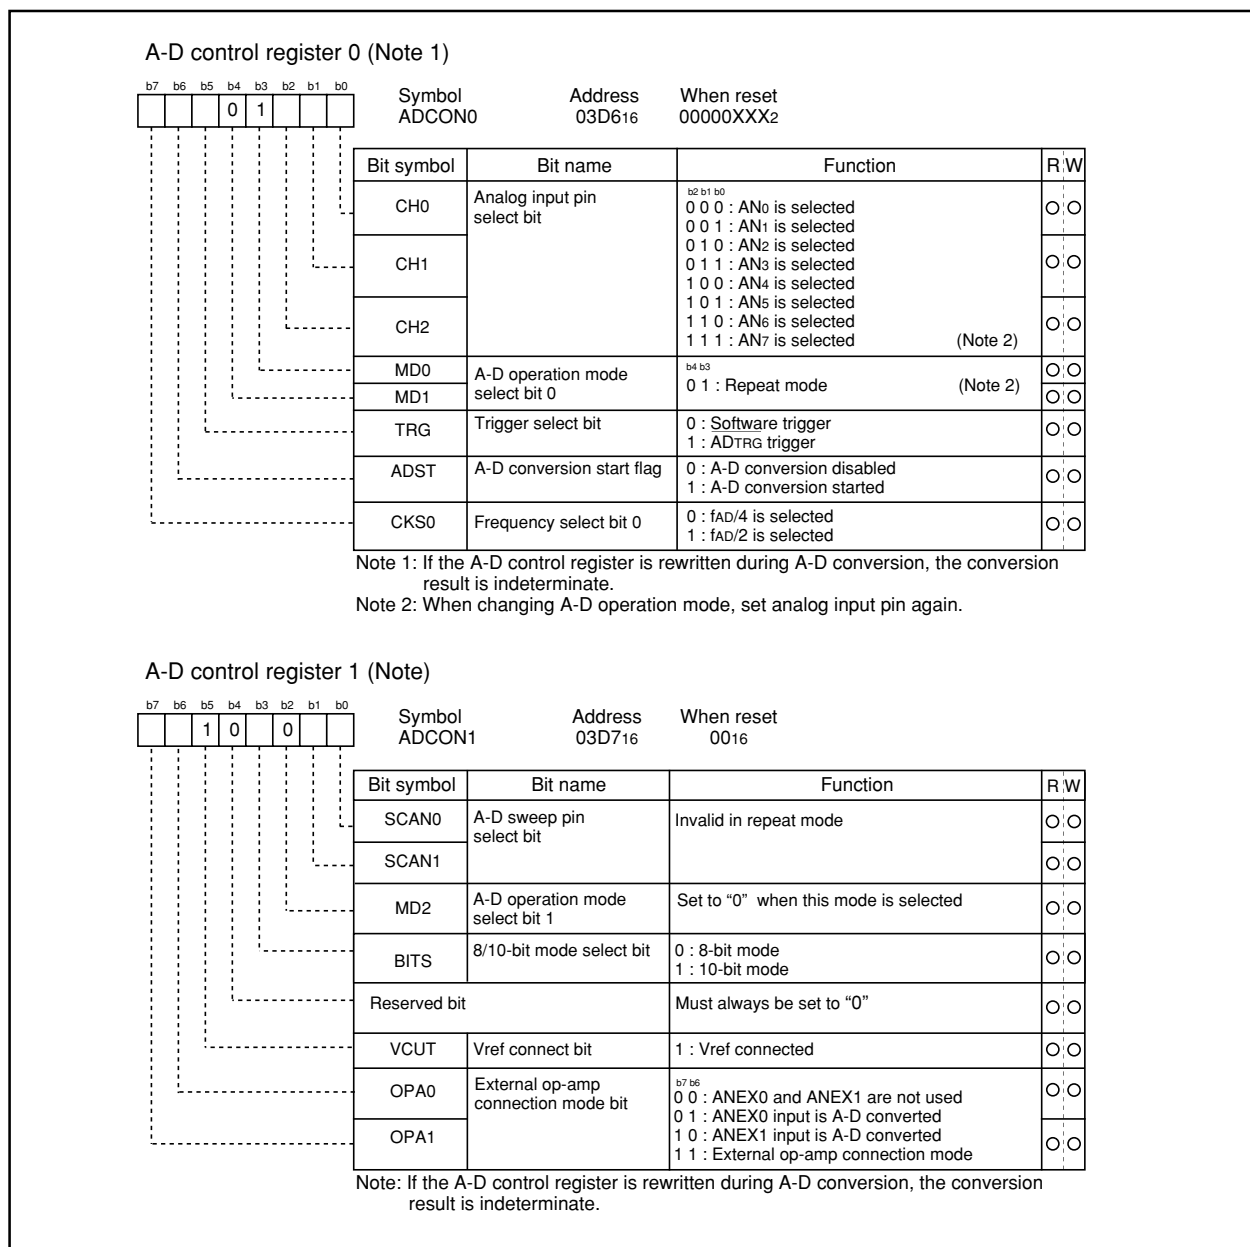 A-D control register 0 (Note 1)
b7 b6 b5 b4 b3 b2 b1 b0
0 1
Symbol Address When reset
ADCON0 03D616 00000XXX2
Bit symbol Bit name Function R W
CH0 Analog input pin
select bit
b2 b1 b0
0 0 0 : AN0 is selected
0 0 1 : AN1 is selected
0 1 0 : AN2 is selected
CH1 0 1 1 : AN3 is selected
1 0 0 : AN4 is selected
1 0 1 : AN5 is selected
CH2 1 1 0 : AN6 is selected
1 1 1 : AN7 is selected (Note 2)
MD0 A-D operation mode
select bit 0
b4 b3
0 1 : Repeat mode (Note 2)
MD1
TRG Trigger select bit 0 : Software trigger
1 : ADTRG trigger
ADST A-D conversion start flag 0 : A-D conversion disabled
1 : A-D conversion started
CKS0 Frequency select bit 0 0 : fAD/4 is selected
1 : fAD/2 is selected
Note 1: If the A-D control register is rewritten during A-D conversion, the conversion
result is indeterminate.
Note 2: When changing A-D operation mode, set analog input pin again.
A-D control register 1 (Note)
b7 b6 b5 b4 b3 b2 b1 b0
1 0 0
Symbol Address When reset
ADCON1 03D716 0016
Bit symbol Bit name Function R W
SCAN0 A-D sweep pin
select bit
Invalid in repeat mode
SCAN1
MD2 A-D operation mode
select bit 1
Set to “0” when this mode is selected
BITS 8/10-bit mode select bit 0 : 8-bit mode
1 : 10-bit mode
Reserved bit Must always be set to “0”
VCUT Vref connect bit 1 : Vref connected
OPA0 External op-amp
connection mode bit
b7 b6
0 0 : ANEX0 and ANEX1 are not used
0 1 : ANEX0 input is A-D converted
OPA1 1 0 : ANEX1 input is A-D converted
1 1 : External op-amp connection mode
Note: If the A-D control register is rewritten during A-D conversion, the conversion
result is indeterminate.